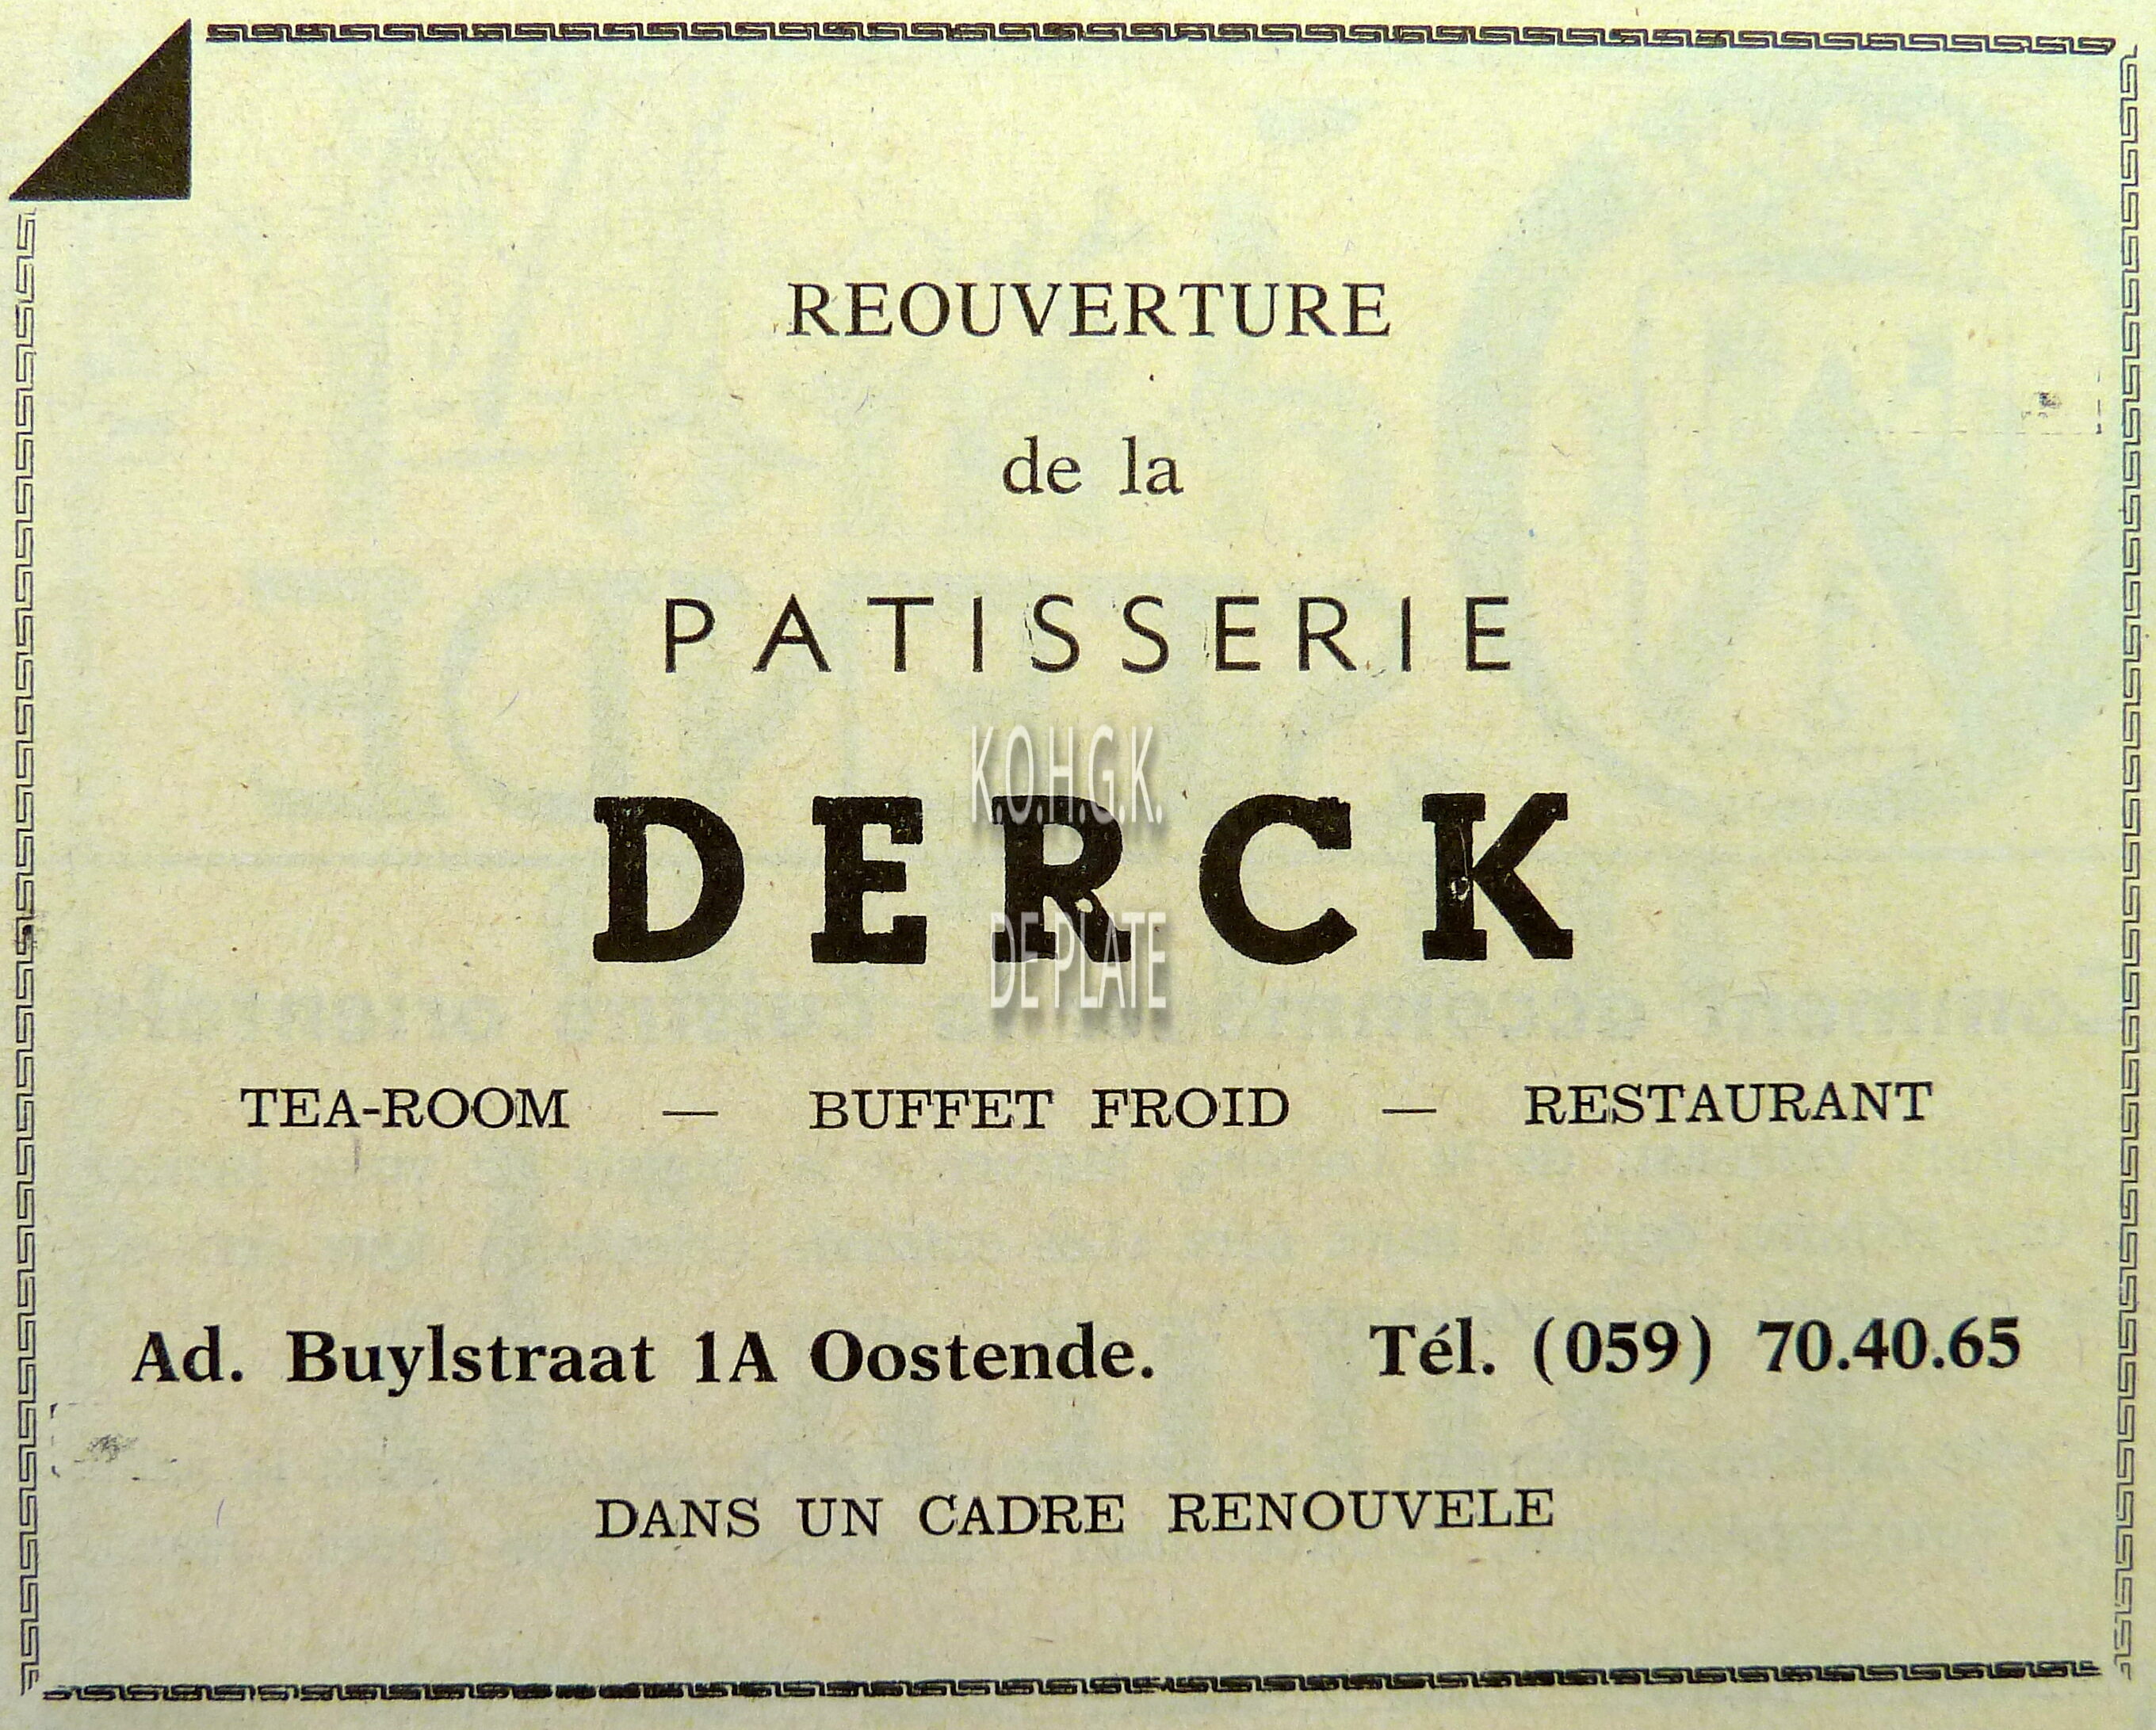 REOUVERTURE
de la
PATISSERIE
K.O.H.G.K.
DERCK
DE PLATE
TEA-ROOM — BUFFET FROID — RESTAURANT
Ad. Buylstraat 1A Oostende. Tél. (059) 70.40.65
DANS UN CADRE RENOUVELE